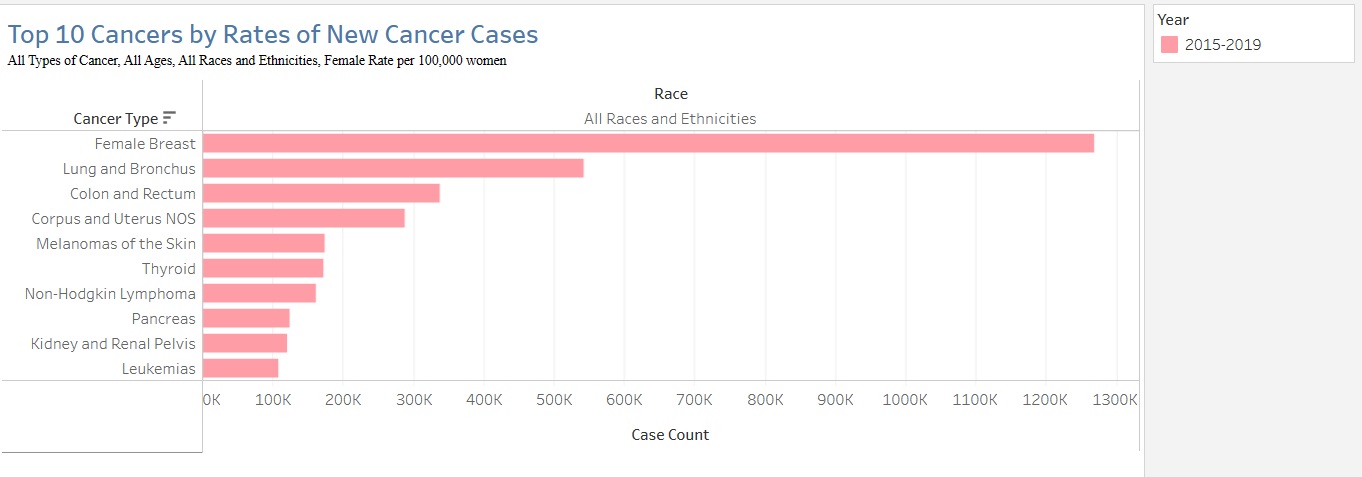 Top 10 Cancers by Rates of New Cancer Cases
All Types of Cancer, All Ages, All Races and Ethnicities, Female Rate per 100,000 women
Race
Cancer Type
All Races and Ethnicities
Female Breast
Lung and Bronchus
Colon and Rectum
Corpus and Uterus NOS
Melanomas of the Skin
Thyroid
Non-Hodgkin Lymphoma
Pancreas
Kidney and Renal Pelvis
Leukemias
0K 100K 200K 300K 400K 500K 600K 700K 800K 900K 1000K 1100K 1200K 1300K
Case Count
Year
2015-2019